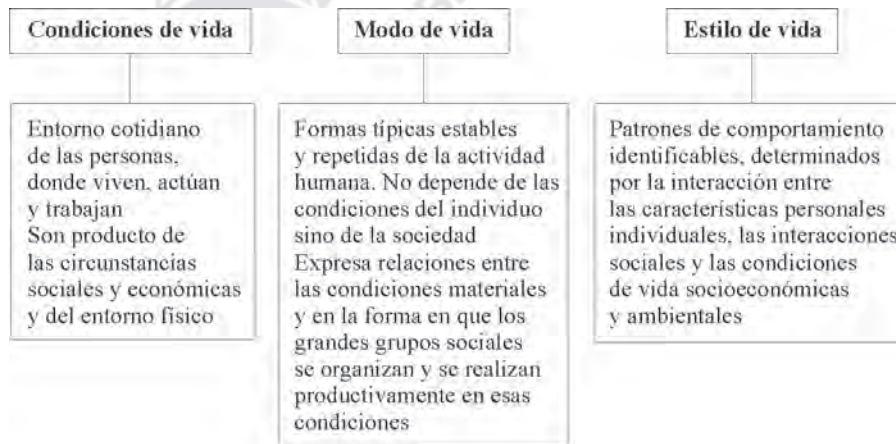 Condiciones de vida
Entorno cotidiano
de las personas,
donde viven, actúan
y trabajan
Son producto de
las circunstancias
sociales y económicas
y del entorno físico
Modo de vida
Formas típicas estables
y repetidas de la actividad
humana. No depende de las
condiciones del individuo
sino de la sociedad
Expresa relaciones entre
las condiciones materiales
y en la forma en que los
grandes grupos sociales
se organizan y se realizan
productivamente en esas
condiciones
Estilo de vida
Patrones de comportamiento
identificables, determinados
por la interacción entre
las características personales
individuales, las interacciones
sociales y las condiciones
de vida socioeconómicas
y ambientales